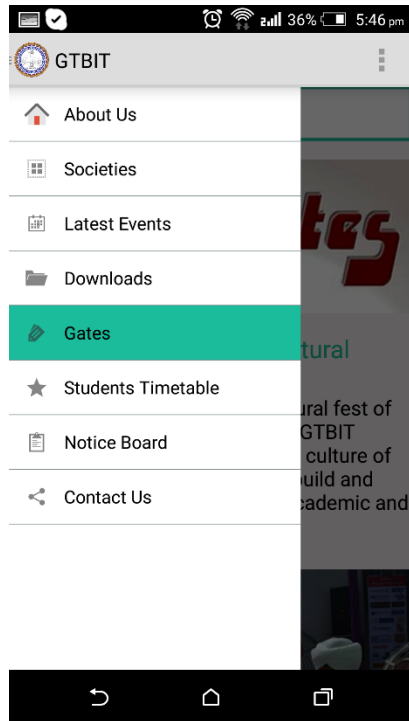 36% 5:46 pm
GTBIT
About Us
Societies
Latest Events
Downloads
Gates
Students Timetable
Notice Board
Contact Us
tes
tural
ural fest of
GTBIT
culture of
uild and
cademic and